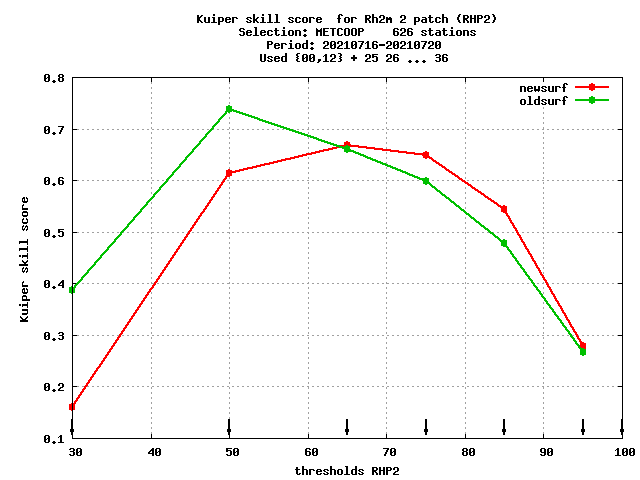 Kuiper skill score  for Rh2m 2 patch (RHP2)
Selection: METCOOP    626 stations
Period: 20210716-20210720
Used {00,12} + 25 26 ... 36
newsurf
oldsurf
0.8
0.7
0.6
0.5
0.4
0.3
0.2
0.1
Kuiper skill score
30 40 50 60 70 80 90 100
thresholds RHP2